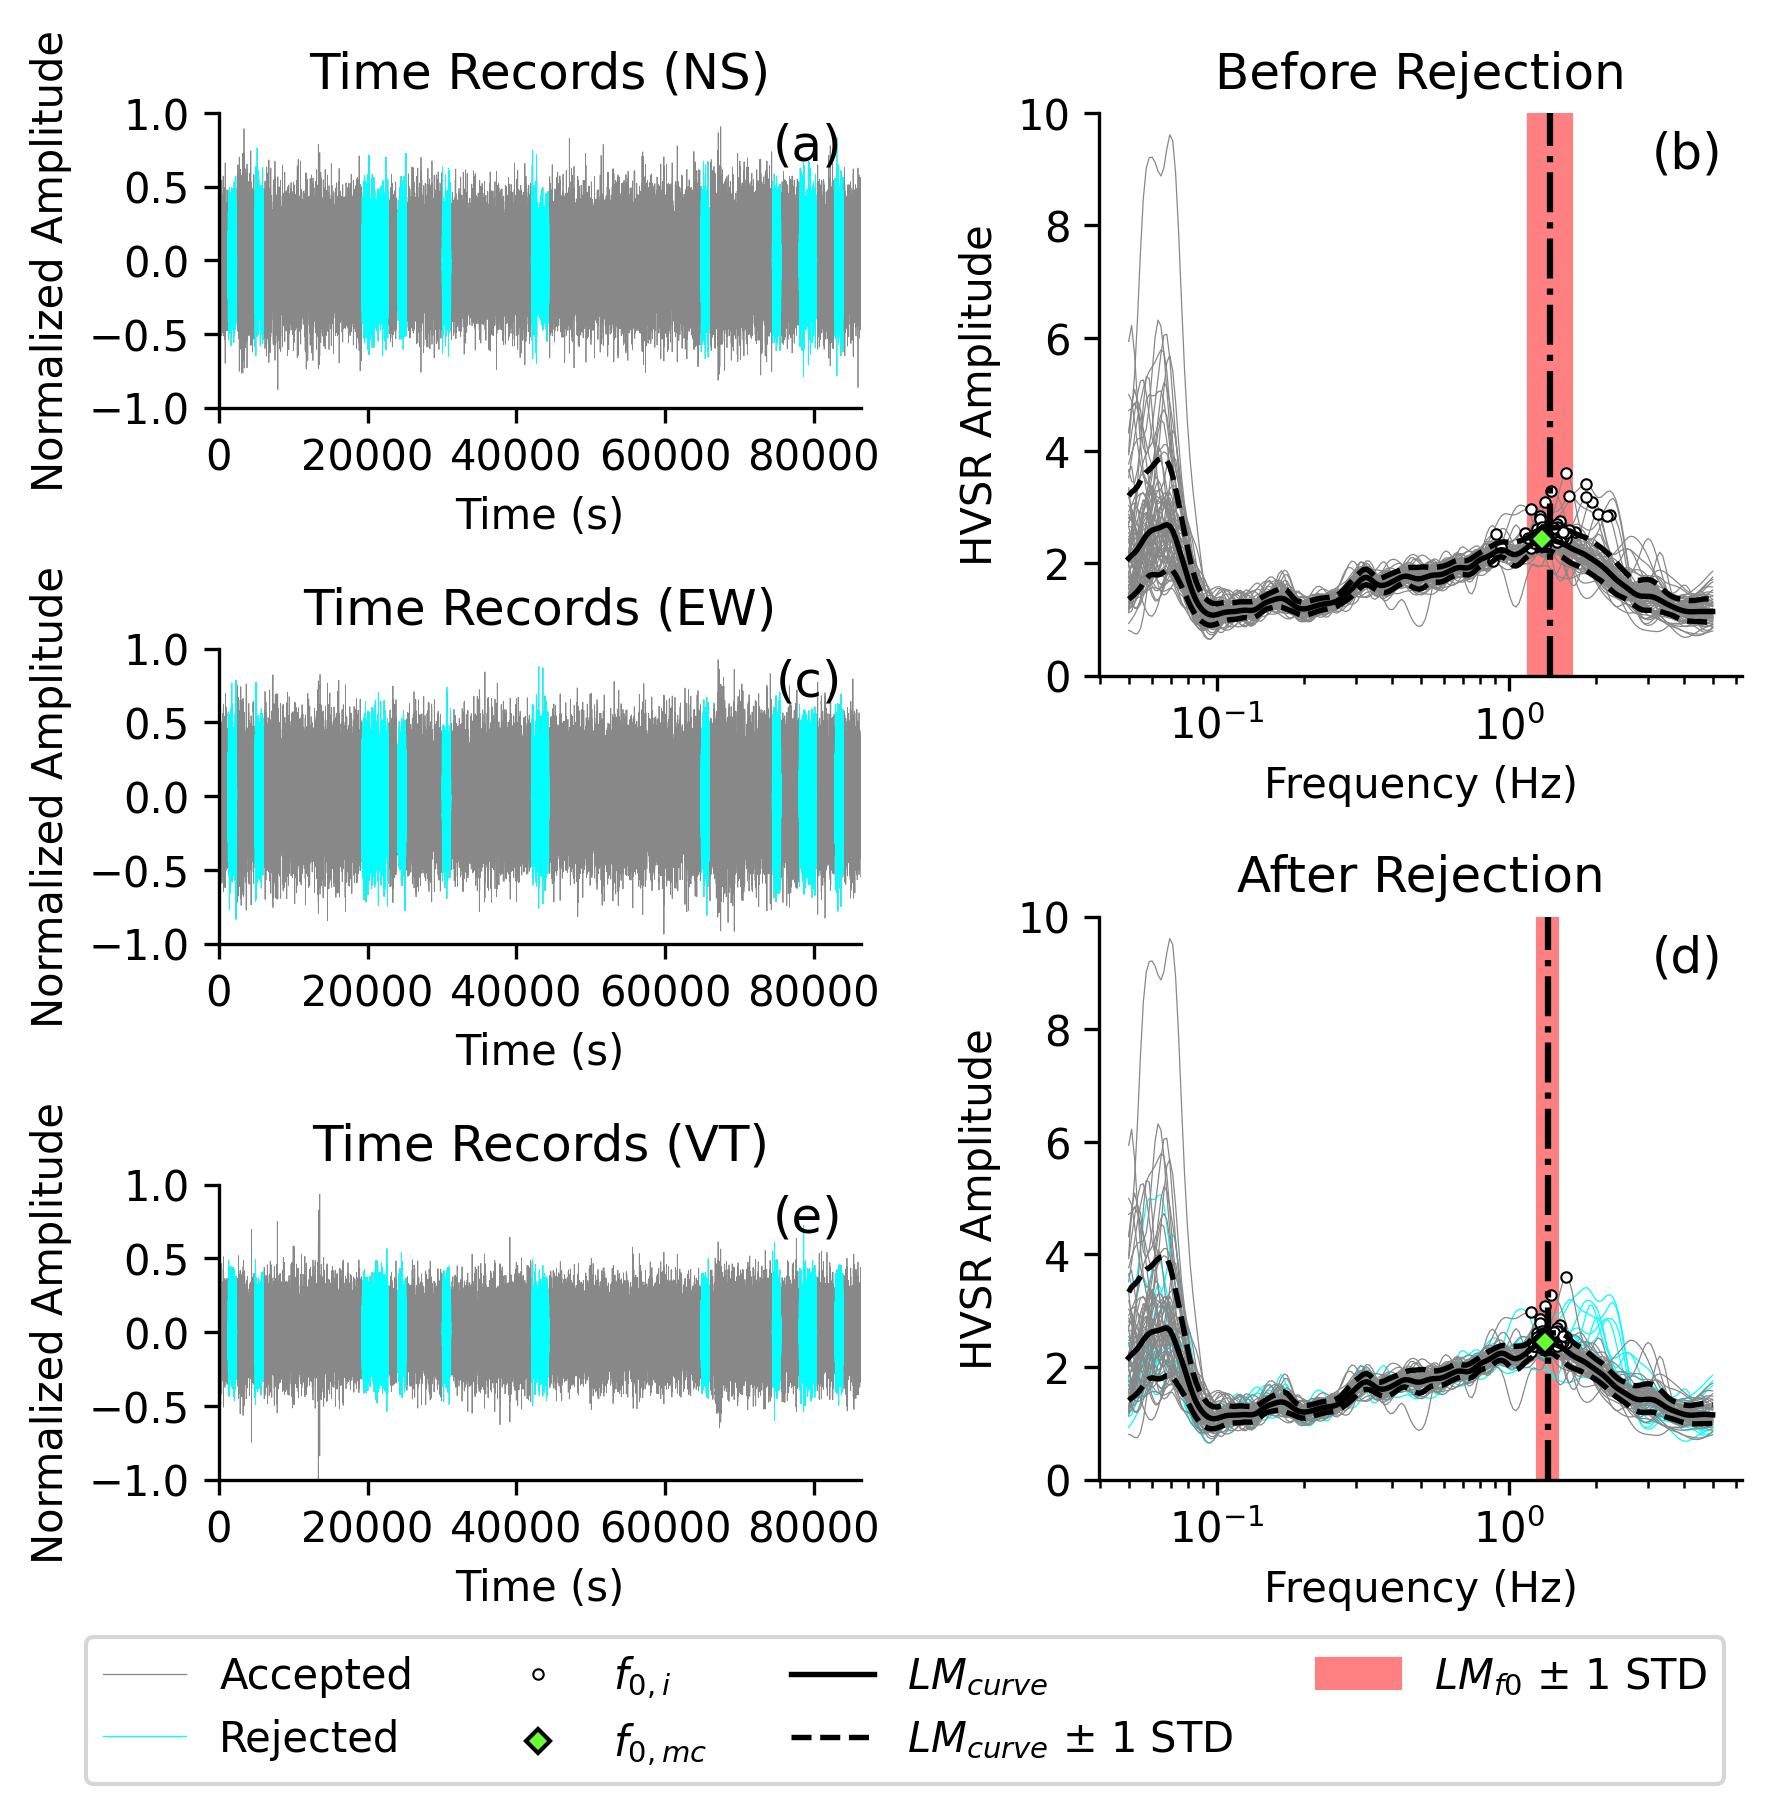 Time Records (NS)
(a)
Normalized Amplitude
1.0
0.5
0.0
−0.5
−1.0
0 20000 40000 60000 80000
Time (s)
Before Rejection
(b)
HVSR Amplitude
10
8
6
4
2
0
10⁻¹ 10⁰
Frequency (Hz)
Time Records (EW)
(c)
Normalized Amplitude
1.0
0.5
0.0
−0.5
−1.0
0 20000 40000 60000 80000
Time (s)
After Rejection
(d)
HVSR Amplitude
10
8
6
4
2
0
10⁻¹ 10⁰
Frequency (Hz)
Time Records (VT)
(e)
Normalized Amplitude
1.0
0.5
0.0
−0.5
−1.0
0 20000 40000 60000 80000
Time (s)
Accepted
Rejected
f0,i
f0,mc
LMcurve
LMcurve ± 1 STD
LMf0 ± 1 STD